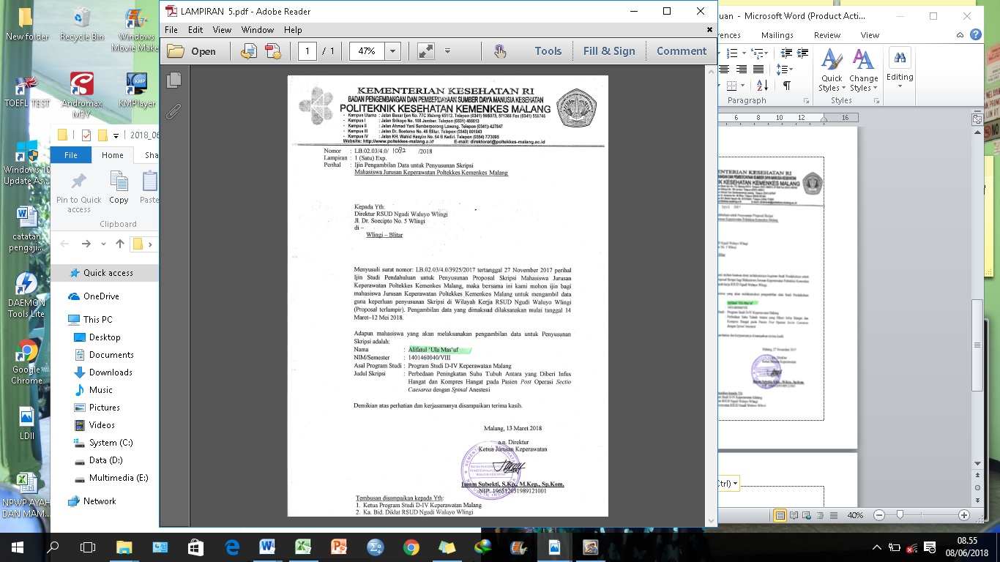 New folder
Recycle Bin
Windows
Movie Make
TOEFL TEST
Andromax
M3Y
KMPlayer
Windows 10
Update As...
catatan
pengaji...
DAEMON
Tools Lite
Google
Chrome
LDII
NPWP AYAH
DAN MAM...
2018_06
File
Home
Sha
Pin to Quick
access
Copy
Paste
Clipboard
Quick access
OneDrive
This PC
Desktop
Documents
Downloads
Music
Pictures
Videos
System (C:)
Data (D:)
Multimedia (E:)
Network
LAMPIRAN 5.pdf - Adobe Reader
File Edit View Window Help
Open
1 / 1
47%
Tools
Fill & Sign
Comment
KEMENTERIAN KESEHATAN RI
BADAN PENGEMBANGAN DAN PEMBERDAYAAN SUMBER DAYA MANUSIA KESEHATAN
POLITEKNIK KESEHATAN KEMENKES MALANG
- Kampus Utama : Jalan Besar Ijen No. 77C Malang 65112. Telepon (0341) 566075, 571388 Fax (0341) 556746
- Kampus I : Jalan Srikoyo No. 106 Jember. Telepon (0331) 486613
- Kampus II : Jalan Ahmad Yani Sumberporong Lawang. Telepon (0341) 427847
- Kampus III : Jalan Dr. Soetomo No. 46 Blitar. Telepon (0342) 801043
- Kampus IV : Jalan KH. Wahid Hasyim No. 64 B Kediri. Telepon (0354) 773095
Website: http://www.poltekkes-malang.a.id E-mail: direktorat@poltekkes-malang.ac.id
Nomor : LB.02.03/4.0/ 1082 /2018
Lampiran : 1 (Satu) Exp.
Perihal : Ijin Pengambilan Data untuk Penyusunan Skripsi
Mahasiswa Jurusan Keperawatan Poltekkes Kemenkes Malang
Kepada Yth:
Direktur RSUD Ngudi Waluyo Wlingi
Jl. Dr. Soecipto No. 5 Wlingi
di –
Wlingi – Blitar
Menyusuli surat nomor: LB.02.03/4.0/3925/2017 tertanggal 27 November 2017 perihal
Ijin Studi Pendahuluan untuk Penyusunan Proposal Skripsi Mahasiswa Jurusan
Keperawatan Poltekkes Kemenkes Malang, maka bersama ini kami mohon ijin bagi
mahasiswa Jurusan Keperawatan Poltekkes Kemenkes Malang untuk mengambil data
guna keperluan penyusunan Skripsi di Wilayah Kerja RSUD Ngudi Waluyo Wlingi
(Proposal terlampir). Pengambilan data yang dimaksud dilaksanakan mulai tanggal 14
Maret–12 Mei 2018.
Adapun mahasiswa yang akan melaksanakan pengambilan data untuk Penyusunan
Skripsi adalah:
Nama : Alifatul 'Ula Mas'uf
NIM/Semester : 1401460040/VIII
Asal Program Studi : Program Studi D-IV Keperawatan Malang
Judul Skripsi : Perbedaan Peningkatan Suhu Tubuh Antara yang Diberi Infus
Hangat dan Kompres Hangat pada Pasien Post Operasi Sectio
Caesarea dengan Spinal Anestesi
Demikian atas perhatian dan kerjasamanya disampaikan terima kasih.
Malang, 13 Maret 2018
a.n. Direktur
Ketua Jurusan Keperawatan
Imam Subekti, S.Kp., M.Kep., Sp.Kom.
NIP. 196512051989121001
Tembusan disampaikan kepada Yth:
1. Ketua Program Studi D-IV Keperawatan Malang
2. Ka. Bid. Diklat RSUD Ngudi Waluyo Wlingi
uan - Microsoft Word (Product Acti...
rences Mailings Review View
Quick
Styles
Change
Styles
Editing
Paragraph
Styles
6 8 10 12 14 16
NTERIAN KESEHATAN RI
K KESEHATAN KEMENKES MALANG
Malang, 27 November 2017
Ctrl)
40%
08.55
08/06/2018